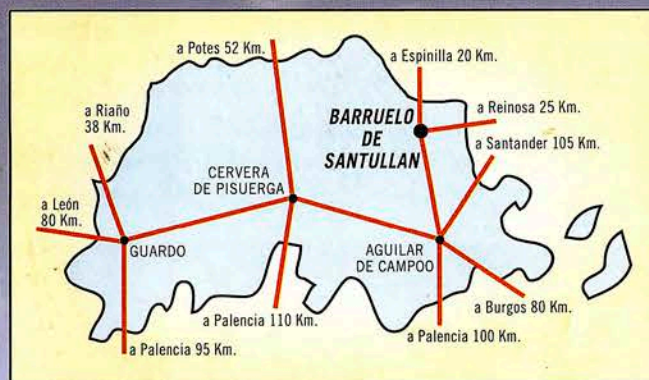 a Potes 52 Km.
a Espinilla 20 Km.
a Riaño
38 Km.
BARRUELO
DE
SANTULLAN
a Reinosa 25 Km.
a Santander 105 Km.
CERVERA
DE PISUERGA
a León
80 Km.
GUARDO
AGUILAR
DE CAMPOO
a Burgos 80 Km.
a Palencia 110 Km.
a Palencia 100 Km.
a Palencia 95 Km.